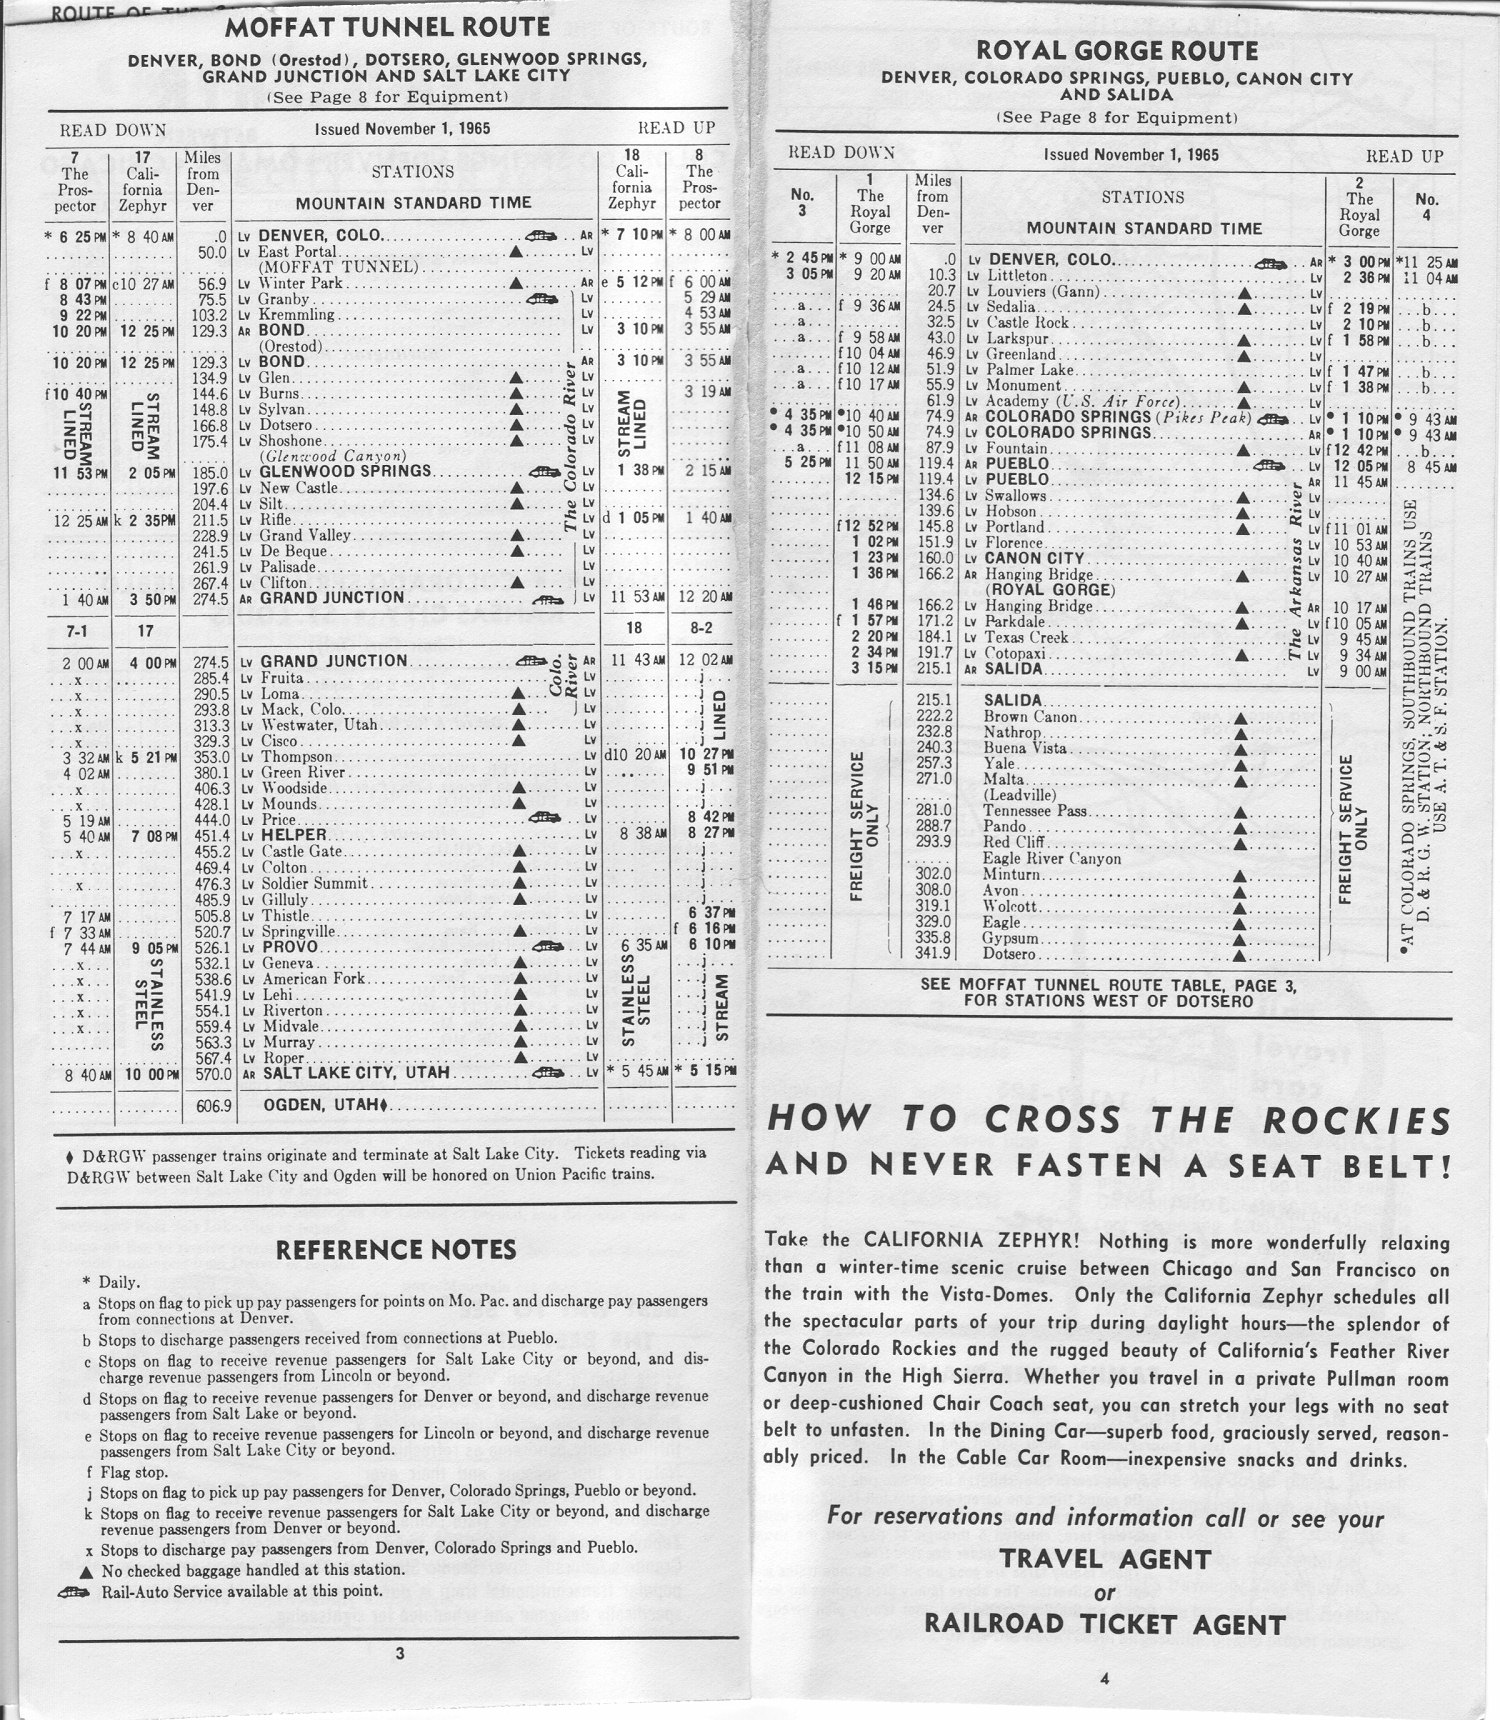 ROUTE OF THE
MOFFAT TUNNEL ROUTE
DENVER, BOND (Orestod), DOTSERO, GLENWOOD SPRINGS,
GRAND JUNCTION AND SALT LAKE CITY
(See Page 8 for Equipment)
READ DOWN Issued November 1, 1965 READ UP
7 The Prospector 17 California Zephyr Miles from Denver STATIONS MOUNTAIN STANDARD TIME 18 California Zephyr 8 The Prospector
* 6 25 PM * 8 40 AM .0 Lv DENVER, COLO. AR * 7 10 PM * 8 00 AM
50.0 Lv East Portal ▲ Lv
(MOFFAT TUNNEL)
f 8 07 PM c10 27 AM 56.9 Lv Winter Park ▲ AR e 5 12 PM f 6 00 AM
8 43 PM 75.5 Lv Granby Lv 5 29 AM
9 22 PM 103.2 Lv Kremmling Lv 4 53 AM
10 20 PM 12 25 PM 129.3 AR BOND Lv 3 10 PM 3 55 AM
(Orestod)
10 20 PM 12 25 PM 129.3 Lv BOND AR 3 10 PM 3 55 AM
134.9 Lv Glen ▲ Lv
f10 40 PM 144.6 Lv Burns ▲ Lv 3 19 AM
148.8 Lv Sylvan ▲ Lv
166.8 Lv Dotsero ▲ Lv
175.4 Lv Shoshone ▲ Lv
(Glenwood Canyon)
STREAM LINED STREAM LINED The Colorado River STREAM LINED
11 53 PM 2 05 PM 185.0 Lv GLENWOOD SPRINGS Lv 1 38 PM 2 15 AM
197.6 Lv New Castle ▲ Lv
204.4 Lv Silt ▲ Lv
12 25 AM k 2 35PM 211.5 Lv Rifle Lv d 1 05 PM 1 40 AM
228.9 Lv Grand Valley ▲ Lv
241.5 Lv De Beque ▲ Lv
261.9 Lv Palisade Lv
267.4 Lv Clifton ▲ Lv
1 40 AM 3 50 PM 274.5 AR GRAND JUNCTION Lv 11 53 AM 12 20 AM
7-1 17 18 8-2
2 00 AM 4 00 PM 274.5 Lv GRAND JUNCTION AR 11 43 AM 12 02 AM
x 285.4 Lv Fruita Lv j
x 290.5 Lv Loma ▲ Lv j
x 293.8 Lv Mack, Colo. ▲ Lv j
x 313.3 Lv Westwater, Utah ▲ Lv j
x 329.3 Lv Cisco ▲ Lv j
Colo. River LINED
3 32 AM k 5 21 PM 353.0 Lv Thompson Lv d10 20 AM 10 27 PM
4 02 AM 380.1 Lv Green River Lv 9 51 PM
x 406.3 Lv Woodside ▲ Lv j
x 428.1 Lv Mounds ▲ Lv j
5 19 AM 444.0 Lv Price Lv 8 42 PM
5 40 AM 7 08 PM 451.4 Lv HELPER Lv 8 38 AM 8 27 PM
x 455.2 Lv Castle Gate ▲ Lv j
469.4 Lv Colton ▲ Lv j
x 476.3 Lv Soldier Summit ▲ Lv j
485.9 Lv Gilluly ▲ Lv j
7 17 AM 505.8 Lv Thistle Lv 6 37 PM
f 7 33 AM 520.7 Lv Springville ▲ Lv f 6 16 PM
7 44 AM 9 05 PM 526.1 Lv PROVO Lv 6 35 AM 6 10 PM
x 532.1 Lv Geneva ▲ Lv j
x 538.6 Lv American Fork ▲ Lv j
x 541.9 Lv Lehi ▲ Lv j
x 554.1 Lv Riverton ▲ Lv j
x 559.4 Lv Midvale ▲ Lv j
563.3 Lv Murray ▲ Lv j
567.4 Lv Roper ▲ Lv
STAINLESS STEEL STAINLESS STEEL STREAM
8 40 AM 10 00 PM 570.0 AR SALT LAKE CITY, UTAH Lv * 5 45 AM * 5 15 PM
606.9 OGDEN, UTAH♦
♦ D&RGW passenger trains originate and terminate at Salt Lake City. Tickets reading via
D&RGW between Salt Lake City and Ogden will be honored on Union Pacific trains.
REFERENCE NOTES
* Daily.
a Stops on flag to pick up pay passengers for points on Mo. Pac. and discharge pay passengers
from connections at Denver.
b Stops to discharge passengers received from connections at Pueblo.
c Stops on flag to receive revenue passengers for Salt Lake City or beyond, and dis-
charge revenue passengers from Lincoln or beyond.
d Stops on flag to receive revenue passengers for Denver or beyond, and discharge revenue
passengers from Salt Lake or beyond.
e Stops on flag to receive revenue passengers for Lincoln or beyond, and discharge revenue
passengers from Salt Lake City or beyond.
f Flag stop.
j Stops on flag to pick up pay passengers for Denver, Colorado Springs, Pueblo or beyond.
k Stops on flag to receive revenue passengers for Salt Lake City or beyond, and discharge
revenue passengers from Denver or beyond.
x Stops to discharge pay passengers from Denver, Colorado Springs and Pueblo.
▲ No checked baggage handled at this station.
Rail-Auto Service available at this point.
3
ROYAL GORGE ROUTE
DENVER, COLORADO SPRINGS, PUEBLO, CANON CITY
AND SALIDA
(See Page 8 for Equipment)
READ DOWN Issued November 1, 1965 READ UP
No. 3 1 The Royal Gorge Miles from Denver STATIONS MOUNTAIN STANDARD TIME 2 The Royal Gorge No. 4
* 2 45 PM * 9 00 AM .0 Lv DENVER, COLO. AR * 3 00 PM *11 25 AM
3 05 PM 9 20 AM 10.3 Lv Littleton Lv 2 36 PM 11 04 AM
20.7 Lv Louviers (Gann) ▲ Lv
a f 9 36 AM 24.5 Lv Sedalia ▲ Lv f 2 19 PM b
a 32.5 Lv Castle Rock Lv 2 10 PM b
a f 9 58 AM 43.0 Lv Larkspur ▲ Lv f 1 58 PM b
f10 04 AM 46.9 Lv Greenland ▲ Lv
a f10 12 AM 51.9 Lv Palmer Lake Lv f 1 47 PM b
a f10 17 AM 55.9 Lv Monument ▲ Lv f 1 38 PM b
61.9 Lv Academy (U.S. Air Force) ▲ Lv
● 4 35 PM ●10 40 AM 74.9 AR COLORADO SPRINGS (Pikes Peak) Lv ● 1 10 PM ● 9 43 AM
● 4 35 PM ●10 50 AM 74.9 Lv COLORADO SPRINGS AR ● 1 10 PM ● 9 43 AM
a f11 08 AM 87.9 Lv Fountain ▲ Lv f12 42 PM b
5 25 PM 11 50 AM 119.4 AR PUEBLO Lv 12 05 PM 8 45 AM
12 15 PM 119.4 Lv PUEBLO AR 11 45 AM
134.6 Lv Swallows ▲ Lv
139.6 Lv Hobson ▲ Lv
f12 52 PM 145.8 Lv Portland ▲ Lv f11 01 AM
1 02 PM 151.9 Lv Florence Lv 10 53 AM
1 23 PM 160.0 Lv CANON CITY Lv 10 40 AM
1 36 PM 166.2 AR Hanging Bridge ▲ Lv 10 27 AM
(ROYAL GORGE)
1 46 PM 166.2 Lv Hanging Bridge ▲ AR 10 17 AM
f 1 57 PM 171.2 Lv Parkdale ▲ Lv f10 05 AM
2 20 PM 184.1 Lv Texas Creek Lv 9 45 AM
2 34 PM 191.7 Lv Cotopaxi ▲ Lv 9 34 AM
3 15 PM 215.1 AR SALIDA Lv 9 00 AM
The Arkansas River
215.1 SALIDA
222.2 Brown Canon ▲
232.8 Nathrop ▲
240.3 Buena Vista ▲
257.3 Yale ▲
271.0 Malta ▲
(Leadville)
281.0 Tennessee Pass ▲
288.7 Pando ▲
293.9 Red Cliff ▲
Eagle River Canyon
302.0 Minturn ▲
308.0 Avon ▲
319.1 Wolcott ▲
329.0 Eagle ▲
335.8 Gypsum ▲
341.9 Dotsero ▲
FREIGHT SERVICE ONLY
FREIGHT SERVICE ONLY
●AT COLORADO SPRINGS, SOUTHBOUND TRAINS USE
D. & R. G. W. STATION; NORTHBOUND TRAINS
USE A. T. & S. F. STATION.
SEE MOFFAT TUNNEL ROUTE TABLE, PAGE 3,
FOR STATIONS WEST OF DOTSERO
HOW TO CROSS THE ROCKIES
AND NEVER FASTEN A SEAT BELT!
Take the CALIFORNIA ZEPHYR! Nothing is more wonderfully relaxing
than a winter-time scenic cruise between Chicago and San Francisco on
the train with the Vista-Domes. Only the California Zephyr schedules all
the spectacular parts of your trip during daylight hours—the splendor of
the Colorado Rockies and the rugged beauty of California's Feather River
Canyon in the High Sierra. Whether you travel in a private Pullman room
or deep-cushioned Chair Coach seat, you can stretch your legs with no seat
belt to unfasten. In the Dining Car—superb food, graciously served, reason-
ably priced. In the Cable Car Room—inexpensive snacks and drinks.
For reservations and information call or see your
TRAVEL AGENT
or
RAILROAD TICKET AGENT
4